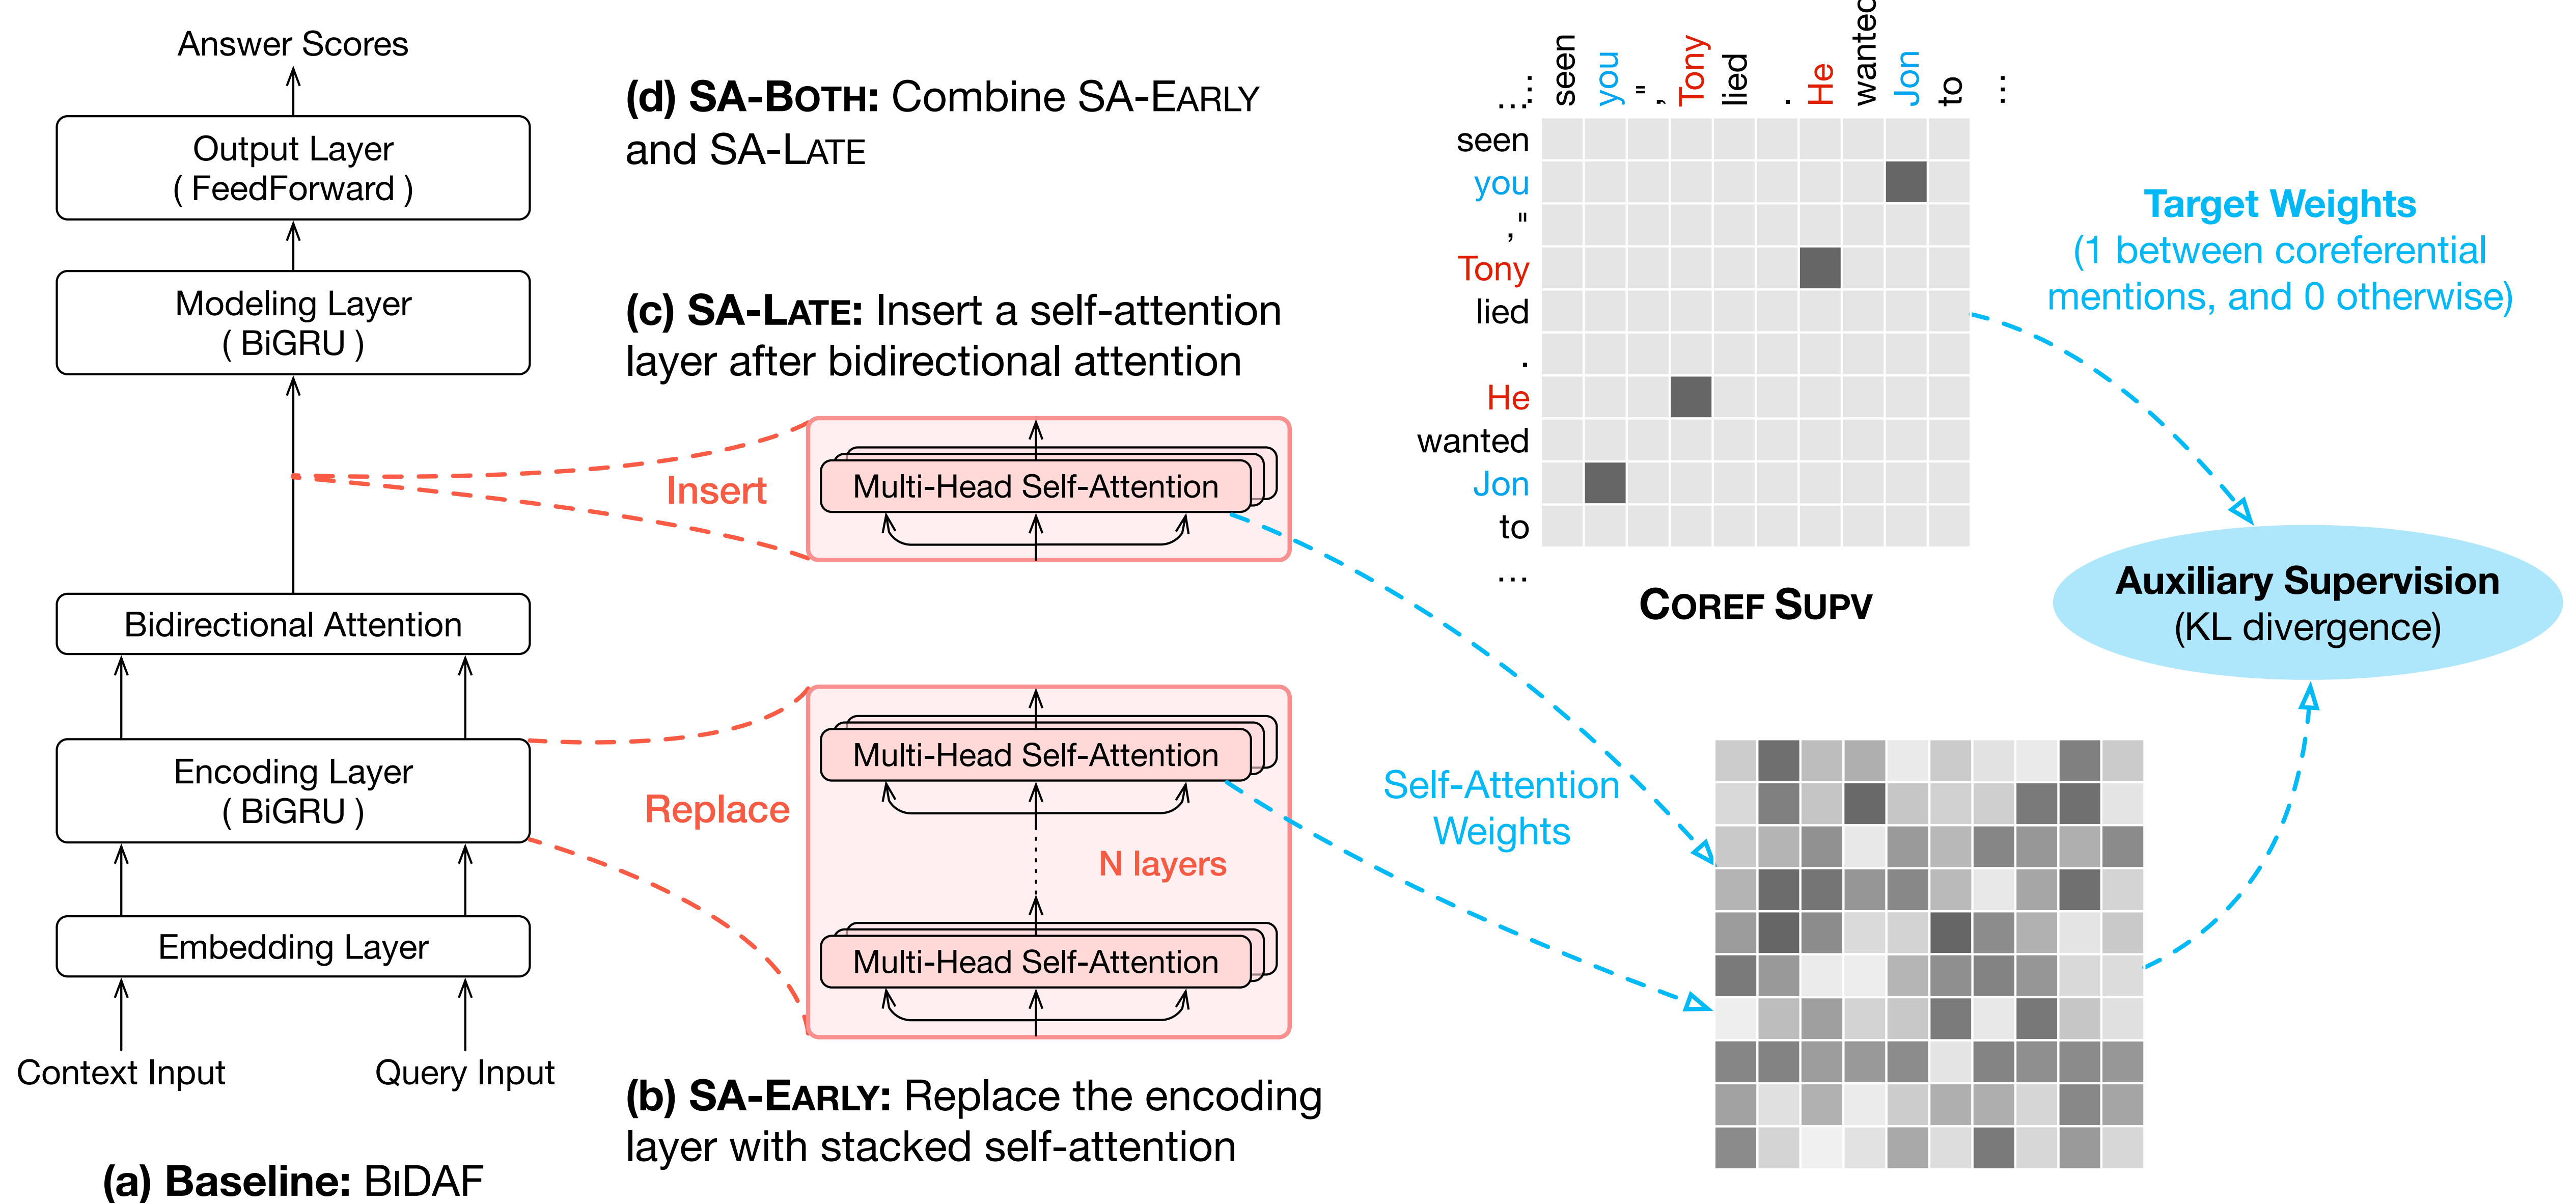 Answer Scores
Output Layer
( FeedForward )
Modeling Layer
( BiGRU )
Bidirectional Attention
Encoding Layer
( BiGRU )
Embedding Layer
Context Input
Query Input
(a) Baseline: BIDAF
(d) SA-BOTH: Combine SA-EARLY
and SA-LATE
(c) SA-LATE: Insert a self-attention
layer after bidirectional attention
Insert
Multi-Head Self-Attention
Replace
Multi-Head Self-Attention
N layers
Multi-Head Self-Attention
(b) SA-EARLY: Replace the encoding
layer with stacked self-attention
... seen you ," Tony lied . He wanted Jon to ...
...
seen
you
,"
Tony
lied
.
He
wanted
Jon
to
...
COREF SUPV
Target Weights
(1 between coreferential
mentions, and 0 otherwise)
Auxiliary Supervision
(KL divergence)
Self-Attention
Weights